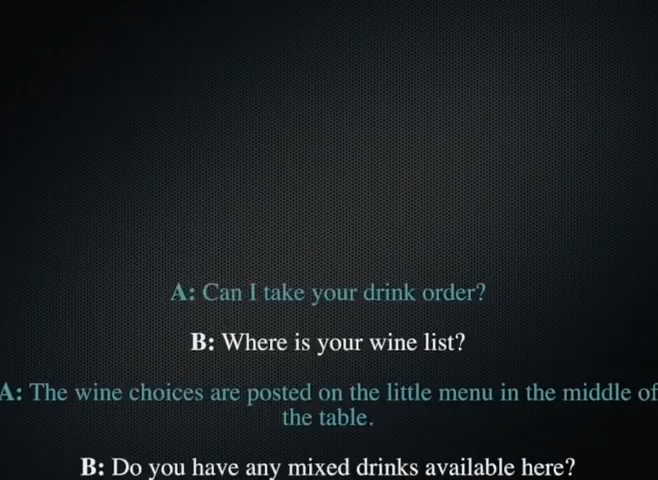 A: Can I take your drink order?
B: Where is your wine list?
A: The wine choices are posted on the little menu in the middle of
the table.
B: Do you have any mixed drinks available here?